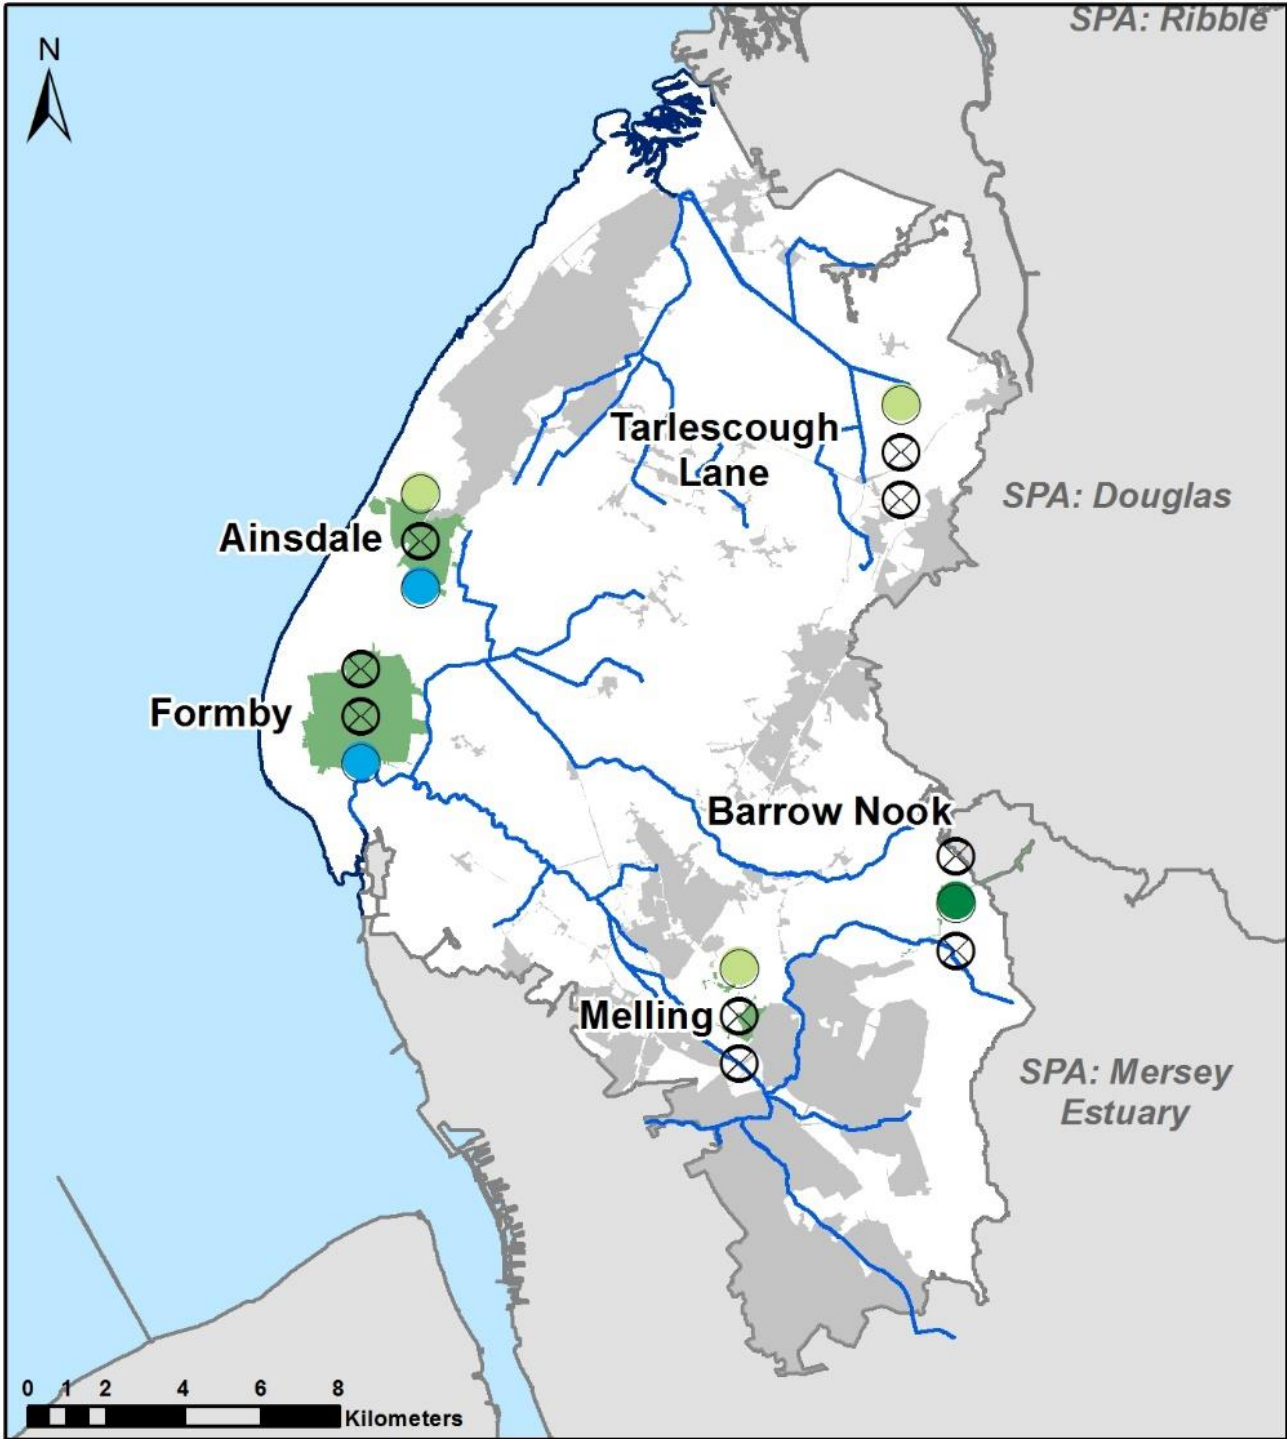 SPA: Ribble
N
Tarlescough
Lane
SPA: Douglas
Ainsdale
Formby
Barrow Nook
Melling
SPA: Mersey
Estuary
0 1 2 4 6 8
Kilometers